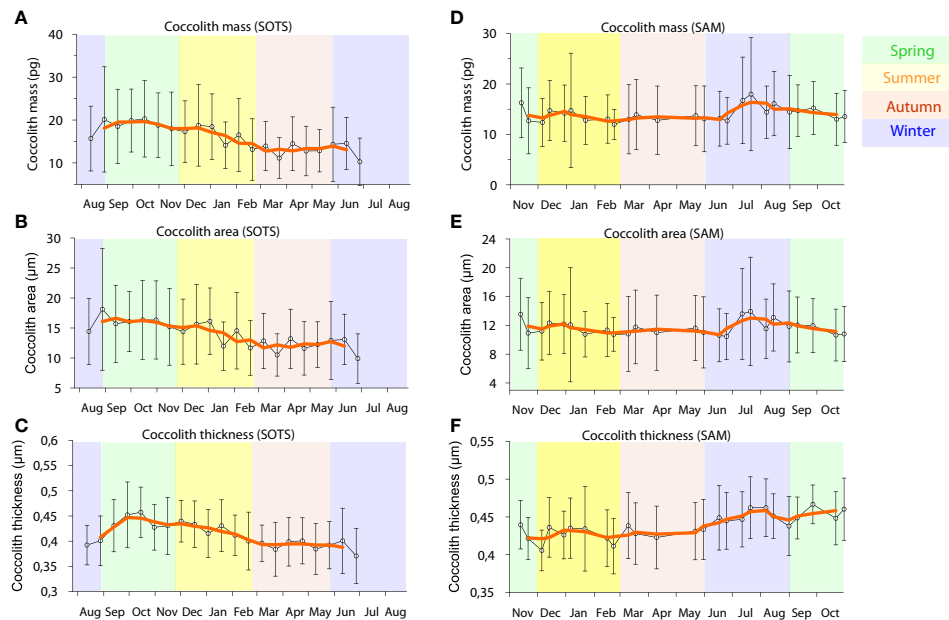 A
Coccolith mass (SOTS)
Coccolith mass (pg)
40
30
20
10
Aug Sep Oct Nov Dec Jan Feb Mar Apr May Jun Jul Aug
B
Coccolith area (SOTS)
Coccolith area (µm)
30
25
20
15
10
5
Aug Sep Oct Nov Dec Jan Feb Mar Apr May Jun Jul Aug
C
Coccolith thickness (SOTS)
Coccolith thickness (µm)
0,6
0,5
0,45
0,4
0,35
0,3
Aug Sep Oct Nov Dec Jan Feb Mar Apr May Jun Jul Aug
D
Coccolith mass (SAM)
Coccolith mass (pg)
30
20
10
0
Nov Dec Jan Feb Mar Apr May Jun Jul Aug Sep Oct
E
Coccolith area (SAM)
Coccolith area (µm)
24
20
16
12
8
4
Nov Dec Jan Feb Mar Apr May Jun Jul Aug Sep Oct
F
Coccolith thickness (SAM)
Coccolith thickness (µm)
0,55
0,5
0,45
0,4
0,35
Nov Dec Jan Feb Mar Apr May Jun Jul Aug Sep Oct
Spring
Summer
Autumn
Winter